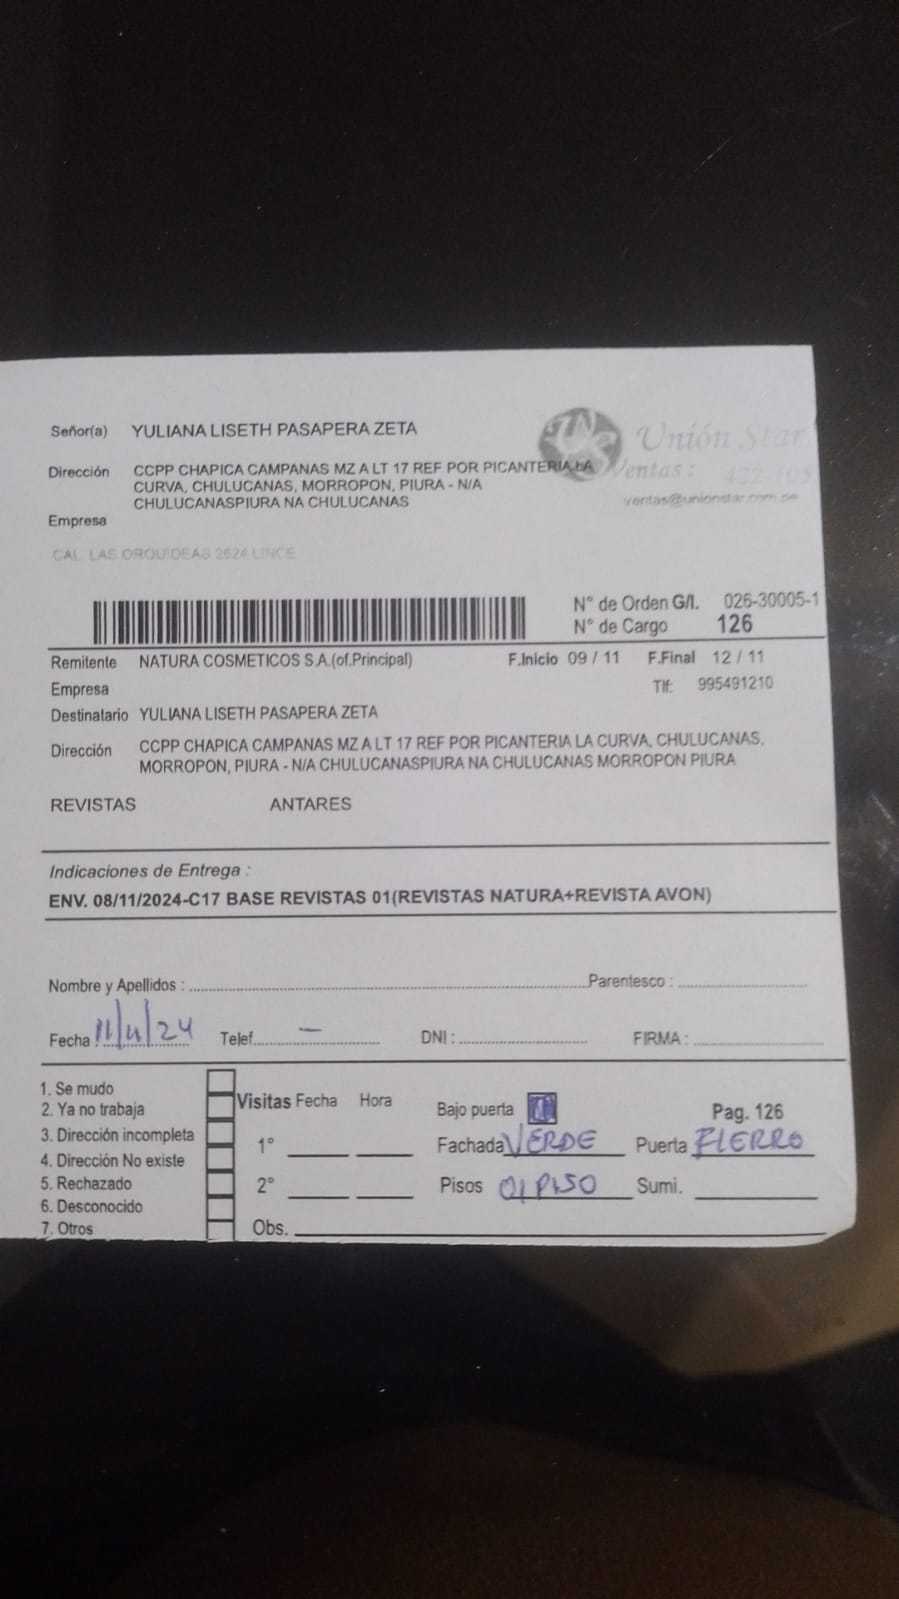 Señor(a) YULIANA LISETH PASAPERA ZETA
Unión Star
Dirección CCPP CHAPICA CAMPANAS MZ A LT 17 REF POR PICANTERIA LA
Ventas :
CURVA, CHULUCANAS, MORROPON, PIURA - N/A
ventas@unionstar.com.pe
CHULUCANASPIURA NA CHULUCANAS
Empresa
CAL. LAS ORQUIDEAS 2624 LINCE
N° de Orden G/I. 026-30005-1
N° de Cargo 126
Remitente NATURA COSMETICOS S.A.(of.Principal) F.Inicio 09 / 11 F.Final 12 / 11
Empresa Tlf: 995491210
Destinatario YULIANA LISETH PASAPERA ZETA
Dirección CCPP CHAPICA CAMPANAS MZ A LT 17 REF POR PICANTERIA LA CURVA, CHULUCANAS,
MORROPON, PIURA - N/A CHULUCANASPIURA NA CHULUCANAS MORROPON PIURA
REVISTAS ANTARES
Indicaciones de Entrega :
ENV. 08/11/2024-C17 BASE REVISTAS 01(REVISTAS NATURA+REVISTA AVON)
Nombre y Apellidos : Parentesco :
Fecha : 11/11/24 Telef. — DNI : FIRMA :
1. Se mudo
2. Ya no trabaja
3. Dirección incompleta
4. Dirección No existe
5. Rechazado
6. Desconocido
7. Otros
Visitas Fecha Hora
1°
2°
Obs.
Bajo puerta Pag. 126
Fachada VERDE Puerta FIERRO
Pisos 01 PISO Sumi.